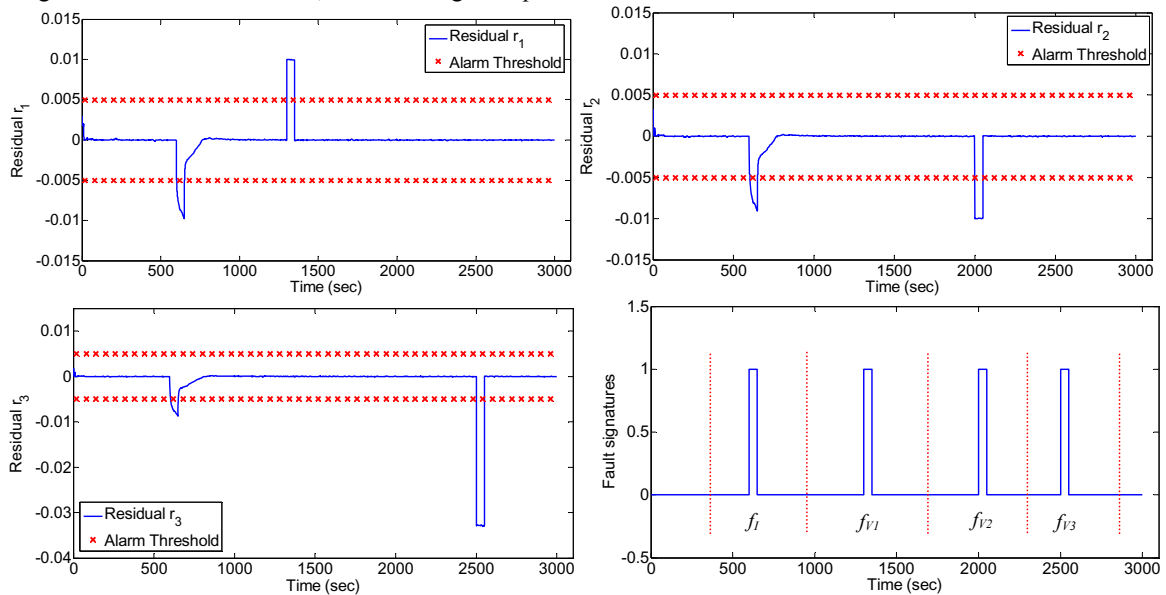 0.015
0.01
0.005
0
-0.005
-0.01
-0.015
0 500 1000 1500 2000 2500 3000
Time (sec)
Residual r1
Residual r1
Alarm Threshold
0.015
0.01
0.005
0
-0.005
-0.01
-0.015
0 500 1000 1500 2000 2500 3000
Time (sec)
Residual r2
Residual r2
Alarm Threshold
0.01
0
-0.01
-0.02
-0.03
-0.04
0 500 1000 1500 2000 2500 3000
Time (sec)
Residual r3
Residual r3
Alarm Threshold
1.5
1
0.5
0
-0.5
0 500 1000 1500 2000 2500 3000
Time (sec)
Fault signatures
fI fV1 fV2 fV3